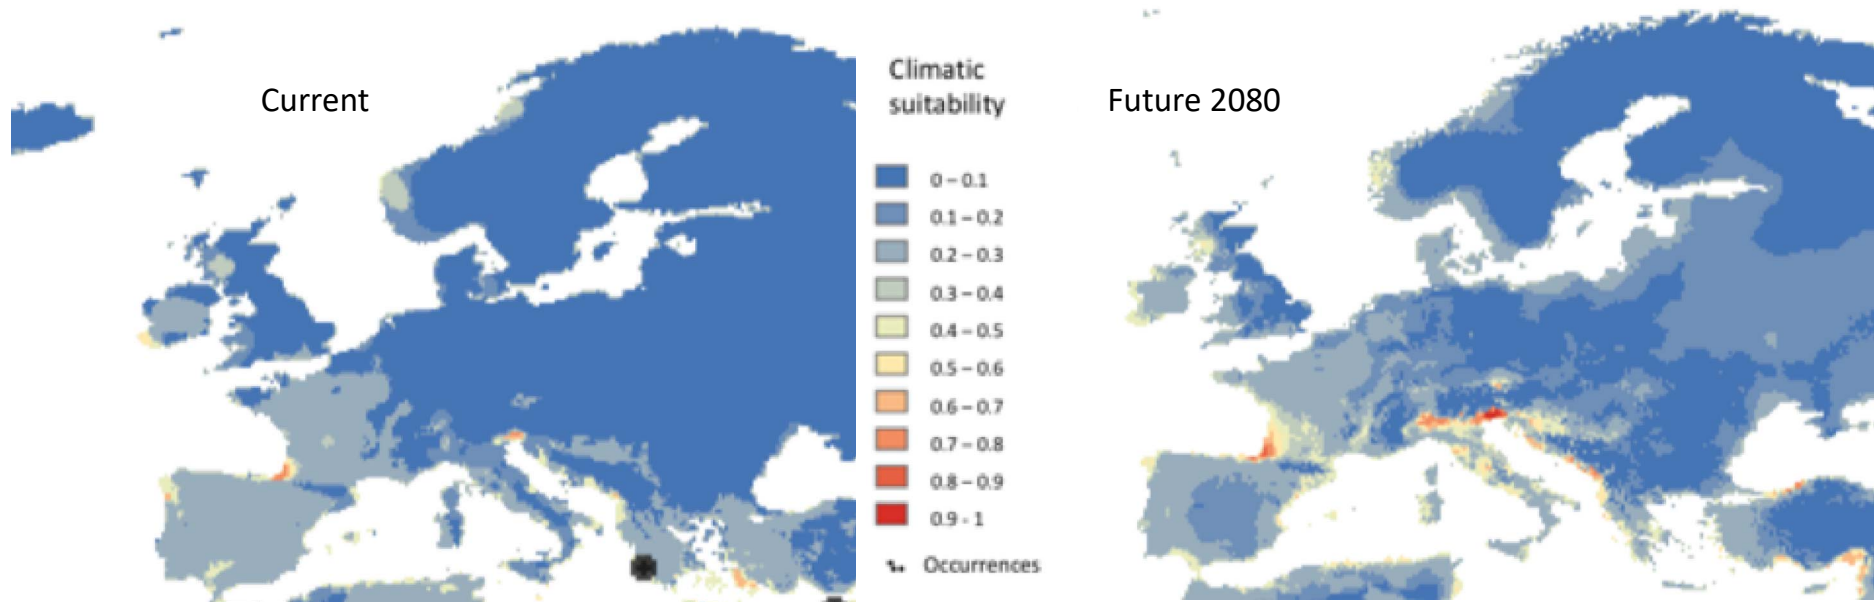 Current
Climatic
suitability
0 – 0.1
0.1 – 0.2
0.2 – 0.3
0.3 – 0.4
0.4 – 0.5
0.5 – 0.6
0.6 – 0.7
0.7 – 0.8
0.8 – 0.9
0.9 - 1
Occurrences
Future 2080